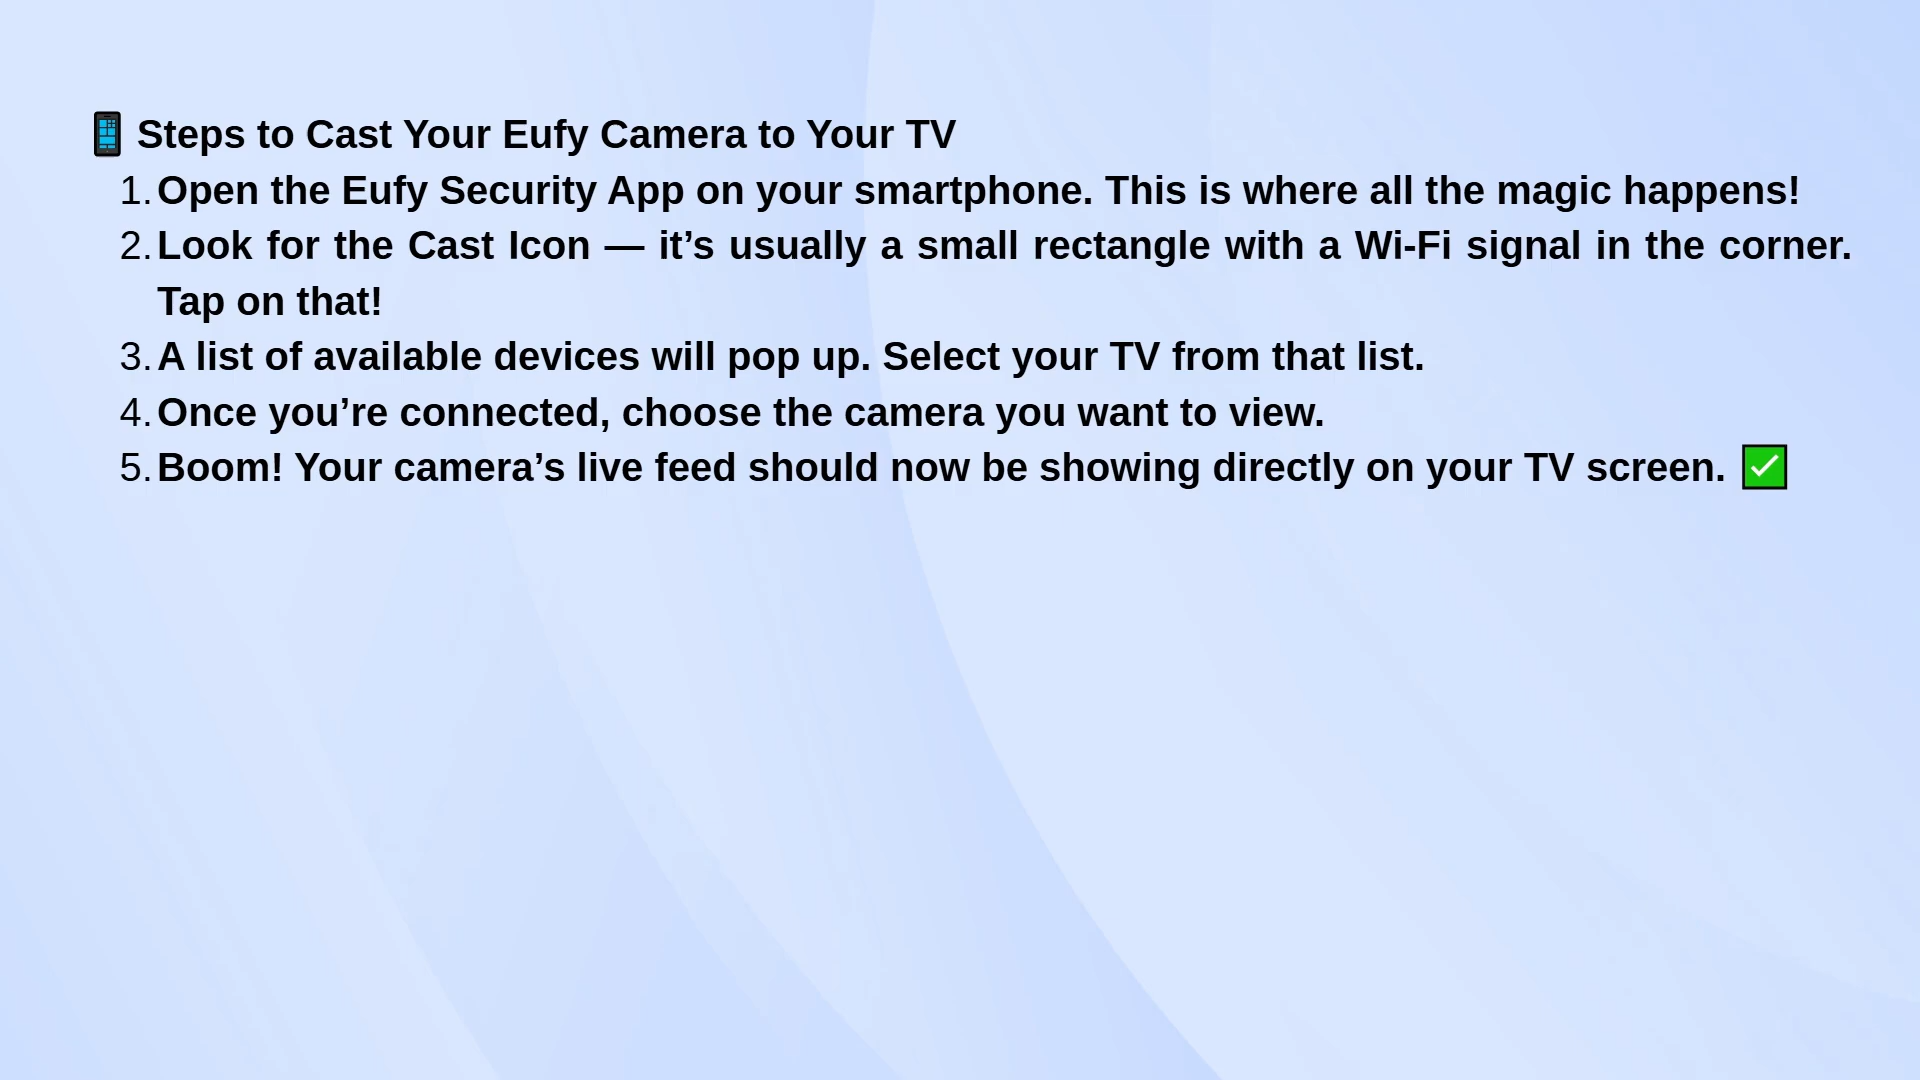 📱 Steps to Cast Your Eufy Camera to Your TV
1. Open the Eufy Security App on your smartphone. This is where all the magic happens!
2. Look for the Cast Icon — it’s usually a small rectangle with a Wi-Fi signal in the corner.
Tap on that!
3. A list of available devices will pop up. Select your TV from that list.
4. Once you’re connected, choose the camera you want to view.
5. Boom! Your camera’s live feed should now be showing directly on your TV screen. ✅